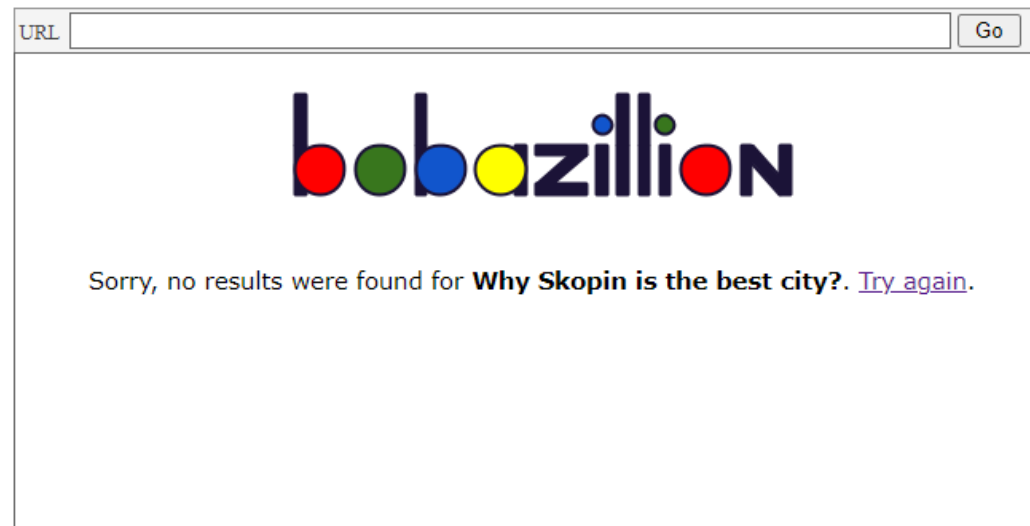 URL Go
bobazillion
Sorry, no results were found for Why Skopin is the best city?. Try again.